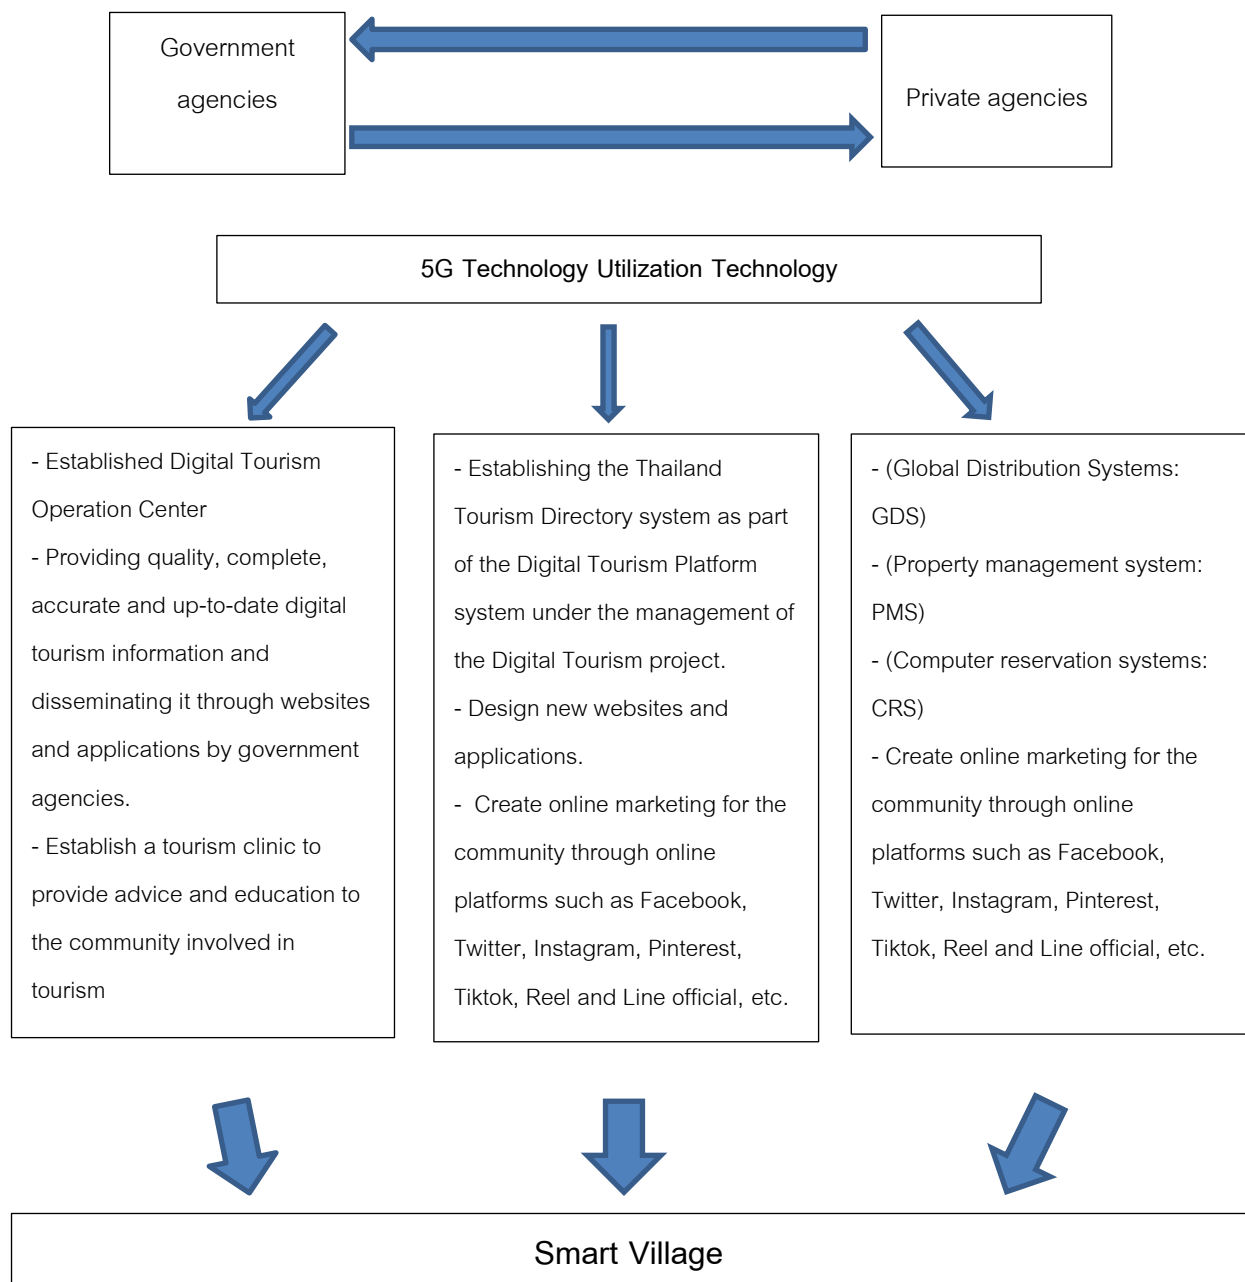 Government
agencies
Private agencies
5G Technology Utilization Technology
- Established Digital Tourism
Operation Center
- Providing quality, complete,
accurate and up-to-date digital
tourism information and
disseminating it through websites
and applications by government
agencies.
- Establish a tourism clinic to
provide advice and education to
the community involved in
tourism
- Establishing the Thailand
Tourism Directory system as part
of the Digital Tourism Platform
system under the management of
the Digital Tourism project.
- Design new websites and
applications.
-  Create online marketing for the
community through online
platforms such as Facebook,
Twitter, Instagram, Pinterest,
Tiktok, Reel and Line official, etc.
- (Global Distribution Systems:
GDS)
- (Property management system:
PMS)
- (Computer reservation systems:
CRS)
- Create online marketing for the
community through online
platforms such as Facebook,
Twitter, Instagram, Pinterest,
Tiktok, Reel and Line official, etc.
Smart Village